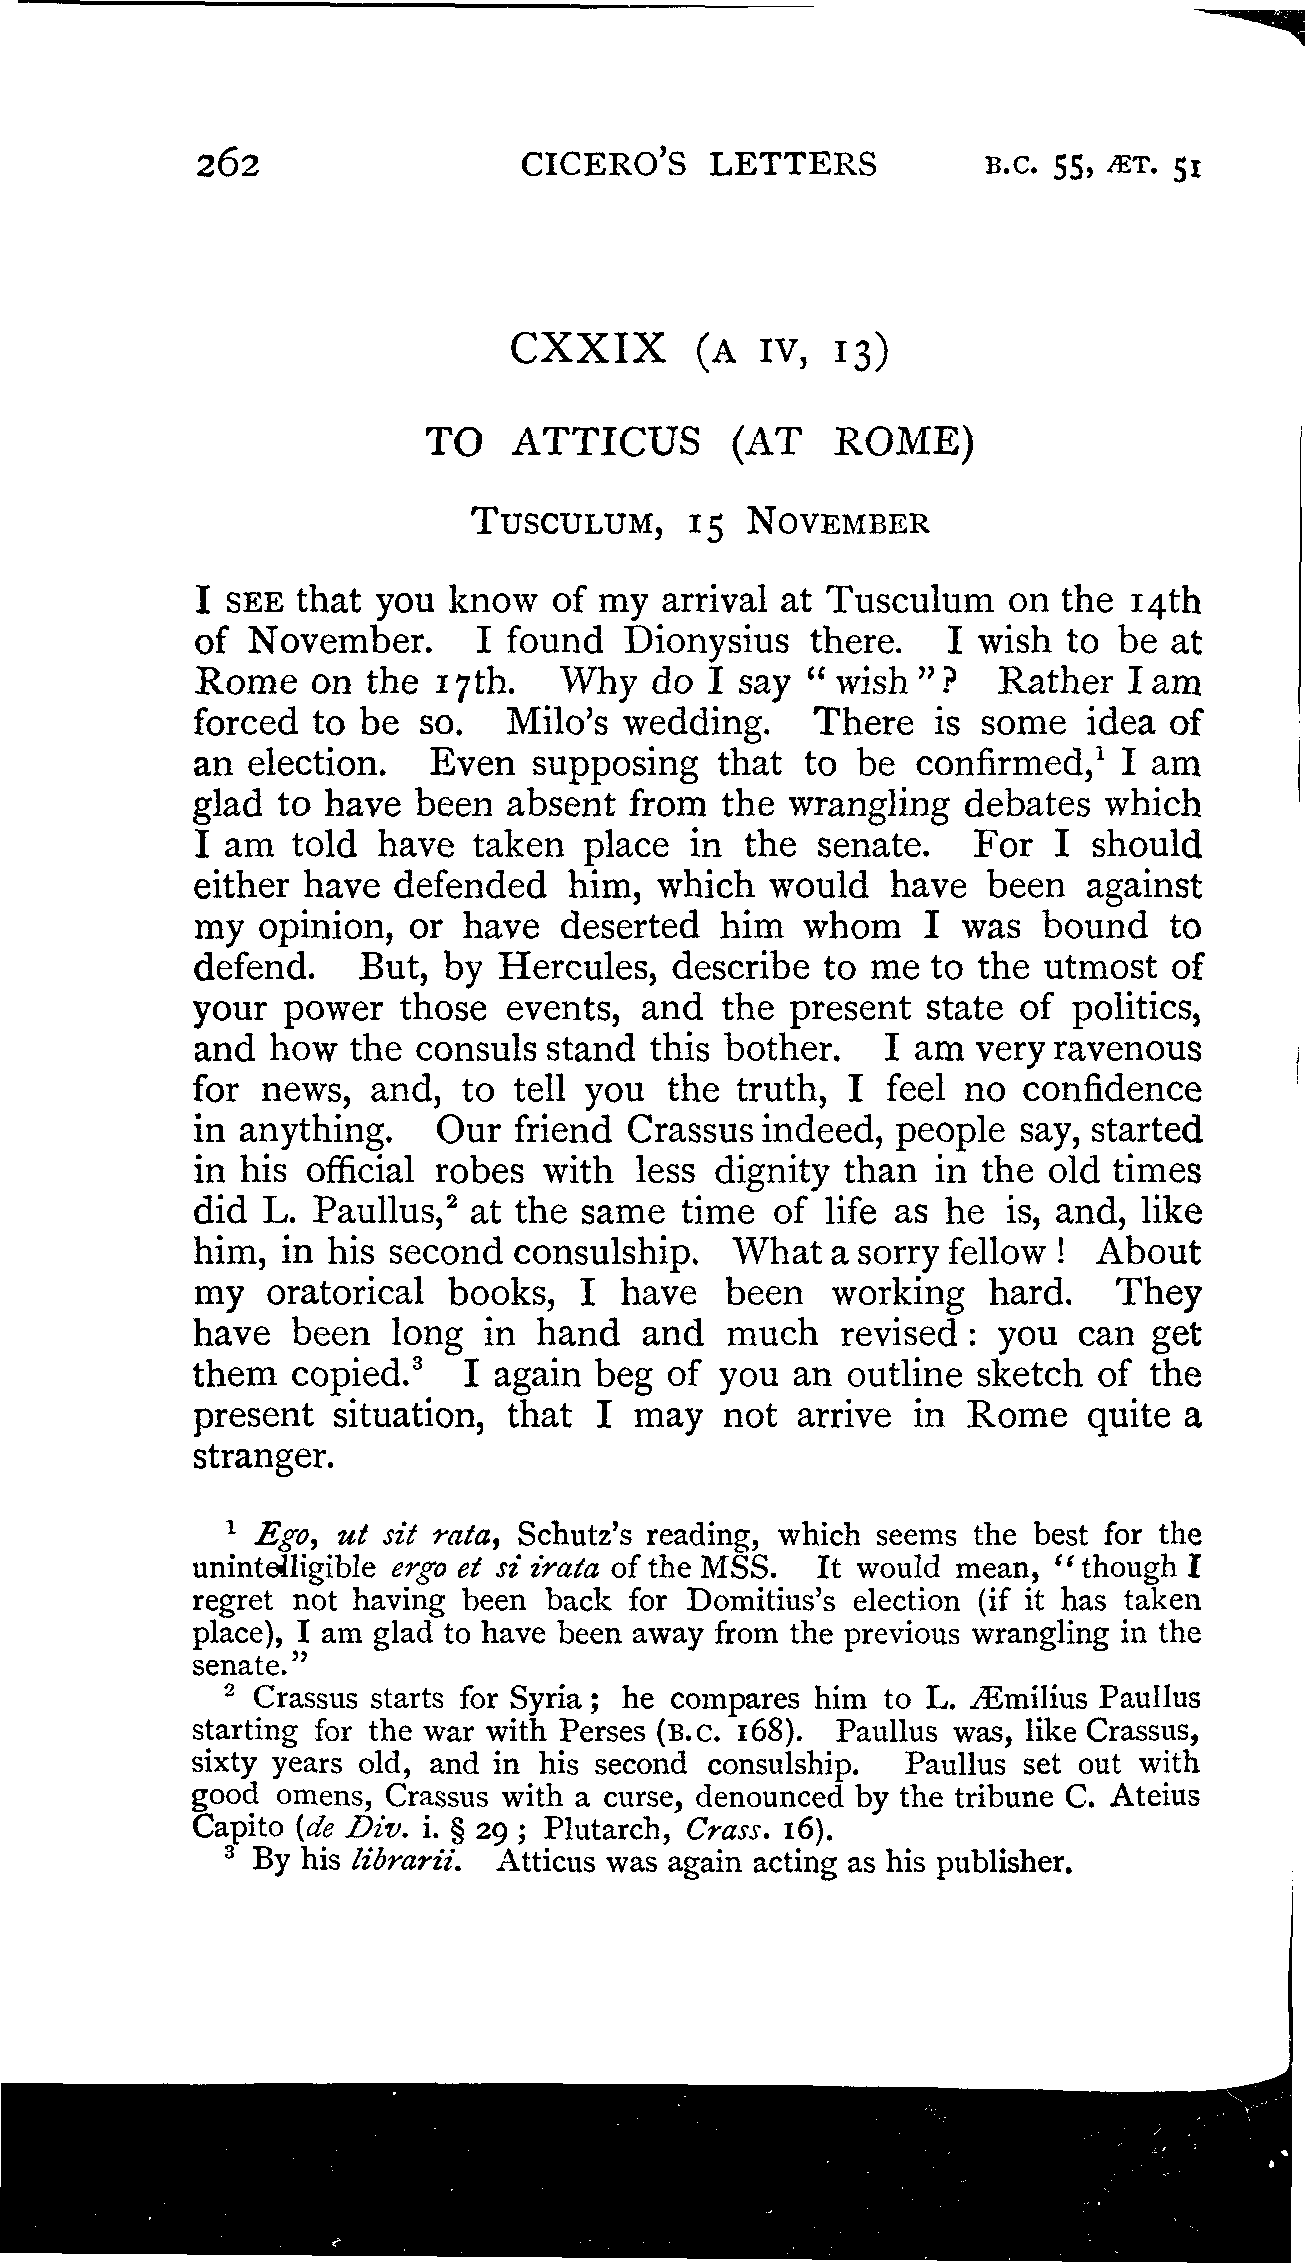 262 CICERO'S LETTERS B.C. 55, ÆT. 51
CXXIX (A IV, 13)
TO ATTICUS (AT ROME)
TUSCULUM, 15 NOVEMBER
I SEE that you know of my arrival at Tusculum on the 14th
of November. I found Dionysius there. I wish to be at
Rome on the 17th. Why do I say "wish"? Rather I am
forced to be so. Milo's wedding. There is some idea of
an election. Even supposing that to be confirmed,¹ I am
glad to have been absent from the wrangling debates which
I am told have taken place in the senate. For I should
either have defended him, which would have been against
my opinion, or have deserted him whom I was bound to
defend. But, by Hercules, describe to me to the utmost of
your power those events, and the present state of politics,
and how the consuls stand this bother. I am very ravenous
for news, and, to tell you the truth, I feel no confidence
in anything. Our friend Crassus indeed, people say, started
in his official robes with less dignity than in the old times
did L. Paullus,² at the same time of life as he is, and, like
him, in his second consulship. What a sorry fellow! About
my oratorical books, I have been working hard. They
have been long in hand and much revised: you can get
them copied.³ I again beg of you an outline sketch of the
present situation, that I may not arrive in Rome quite a
stranger.
¹ Ego, ut sit rata, Schutz's reading, which seems the best for the
unintelligible ergo et si irata of the MSS. It would mean, "though I
regret not having been back for Domitius's election (if it has taken
place), I am glad to have been away from the previous wrangling in the
senate."
² Crassus starts for Syria; he compares him to L. Æmilius Paullus
starting for the war with Perses (B.C. 168). Paullus was, like Crassus,
sixty years old, and in his second consulship. Paullus set out with
good omens, Crassus with a curse, denounced by the tribune C. Ateius
Capito (de Div. i. § 29; Plutarch, Crass. 16).
³ By his librarii. Atticus was again acting as his publisher.